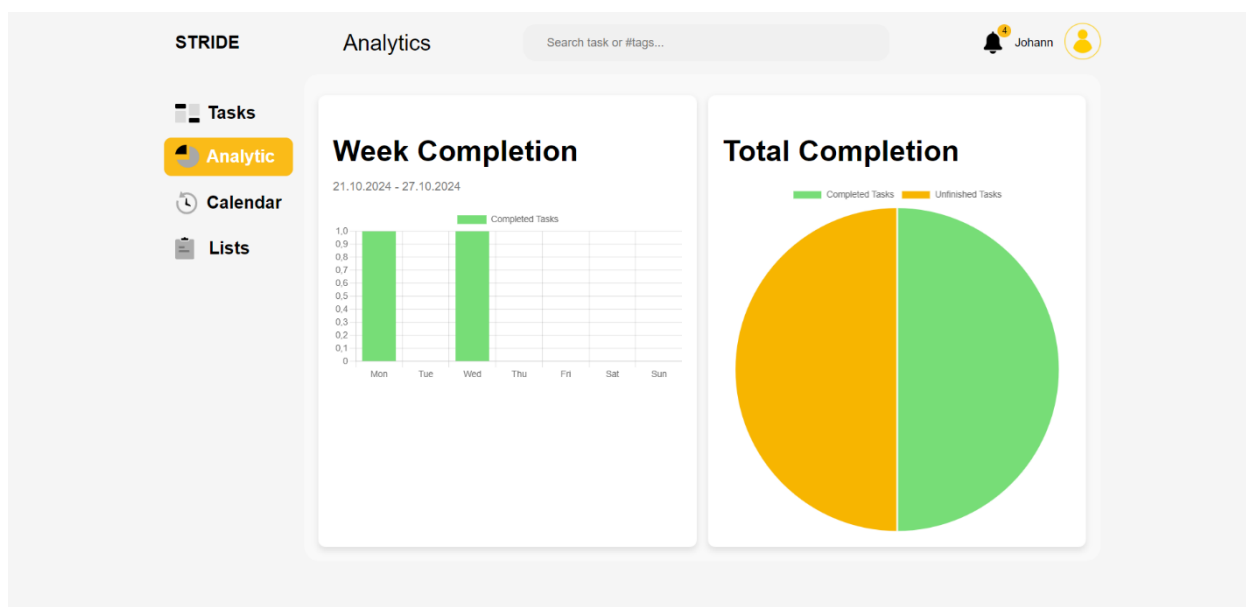 STRIDE
Analytics
Search task or #tags...
4
Johann
Tasks
Analytic
Calendar
Lists
Week Completion
21.10.2024 - 27.10.2024
Completed Tasks
1,0
0,9
0,8
0,7
0,6
0,5
0,4
0,3
0,2
0,1
0
Mon Tue Wed Thu Fri Sat Sun
Total Completion
Completed Tasks Unfinished Tasks